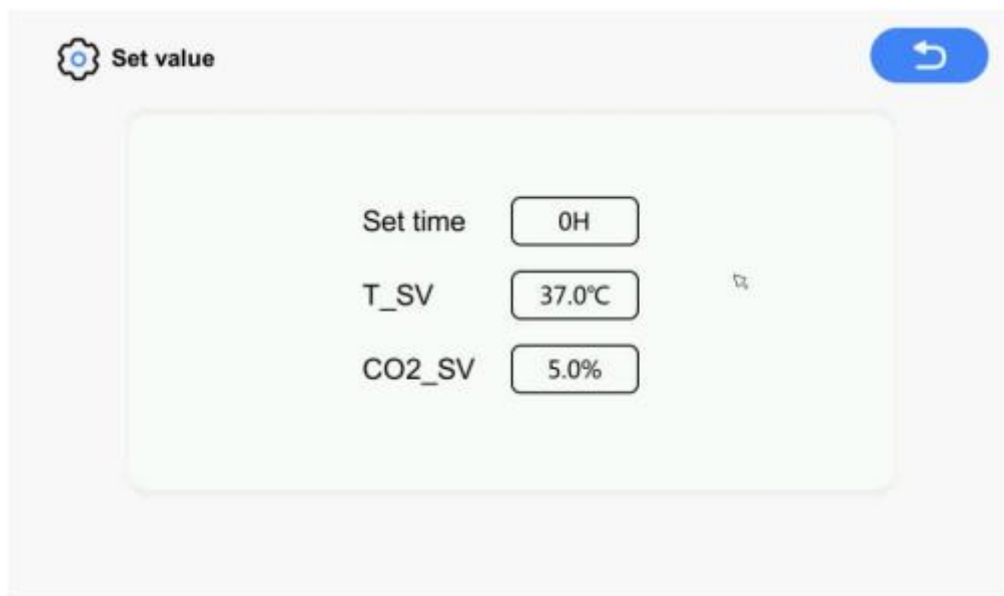 Set value
Set time 0H
T_SV 37.0℃
CO2_SV 5.0%